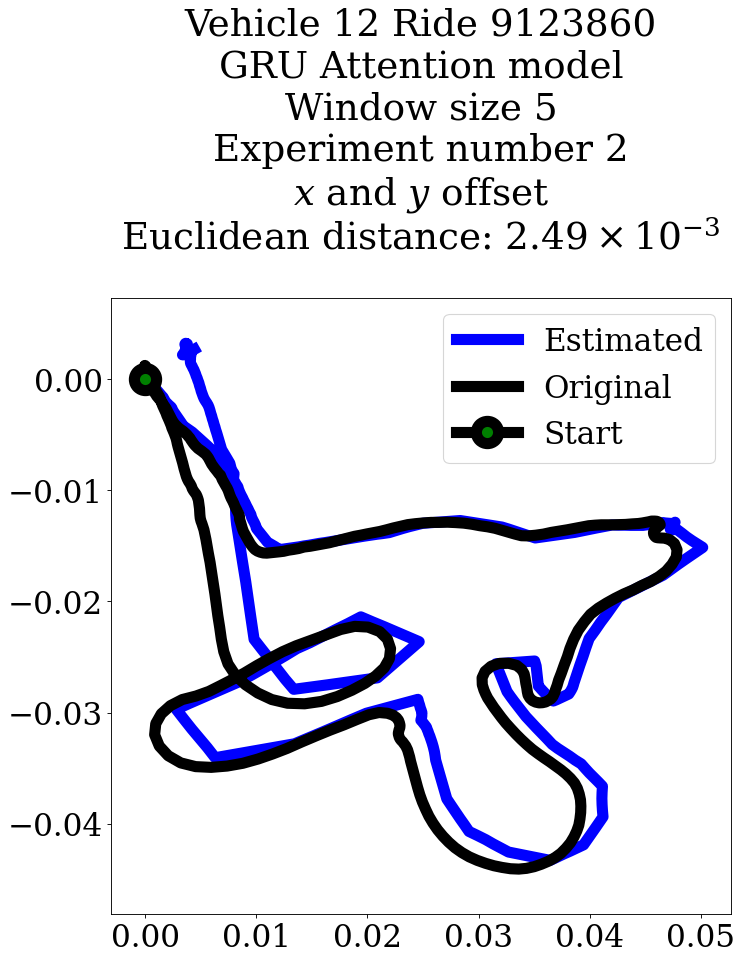 Vehicle 12 Ride 9123860
GRU Attention model
Window size 5
Experiment number 2
x and y offset
Euclidean distance: 2.49 × 10⁻³
Estimated
Original
Start
0.00
−0.01
−0.02
−0.03
−0.04
0.00 0.01 0.02 0.03 0.04 0.05